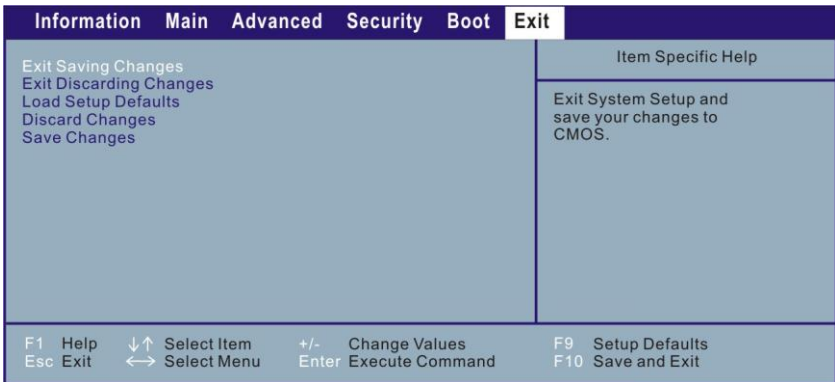 Information Main Advanced Security Boot Exit
Exit Saving Changes
Exit Discarding Changes
Load Setup Defaults
Discard Changes
Save Changes
Item Specific Help
Exit System Setup and
save your changes to
CMOS.
F1 Help ↓↑ Select Item +/- Change Values F9 Setup Defaults
Esc Exit ↔ Select Menu Enter Execute Command F10 Save and Exit